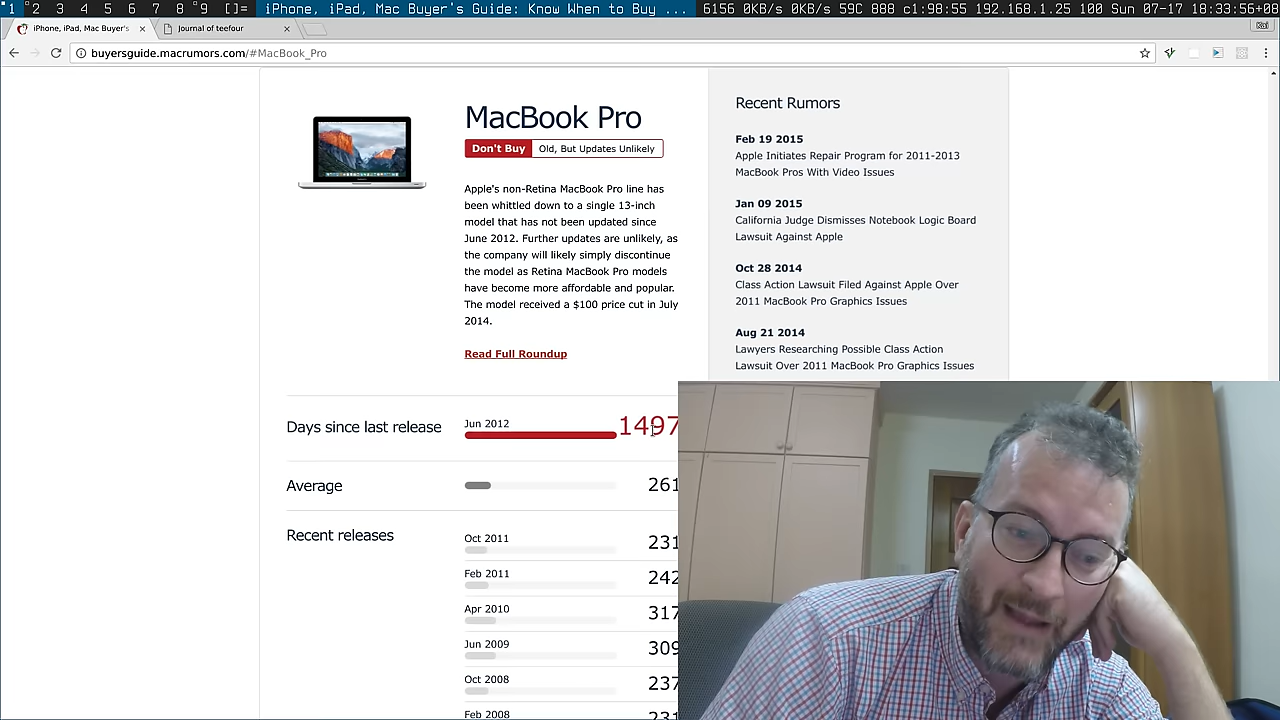 1 2 3 4 5 6 7 8 °9 []= iPhone, iPad, Mac Buyer's Guide: Know When to Buy ... 6156 0KB/s 0KB/s 59C 888 c1:98:55 192.168.1.25 100 Sun 07-17 18:33:56+08
iPhone, iPad, Mac Buyer's × Journal of teefour × Kai
buyersguide.macrumors.com/#MacBook_Pro
MacBook Pro
Don't Buy Old, But Updates Unlikely
Apple's non-Retina MacBook Pro line has
been whittled down to a single 13-inch
model that has not been updated since
June 2012. Further updates are unlikely, as
the company will likely simply discontinue
the model as Retina MacBook Pro models
have become more affordable and popular.
The model received a $100 price cut in July
2014.
Read Full Roundup
Recent Rumors
Feb 19 2015
Apple Initiates Repair Program for 2011-2013
MacBook Pros With Video Issues
Jan 09 2015
California Judge Dismisses Notebook Logic Board
Lawsuit Against Apple
Oct 28 2014
Class Action Lawsuit Filed Against Apple Over
2011 MacBook Pro Graphics Issues
Aug 21 2014
Lawyers Researching Possible Class Action
Lawsuit Over 2011 MacBook Pro Graphics Issues
Days since last release Jun 2012 1497
Average 261
Recent releases
Oct 2011 231
Feb 2011 242
Apr 2010 317
Jun 2009 309
Oct 2008 237
Feb 2008 231